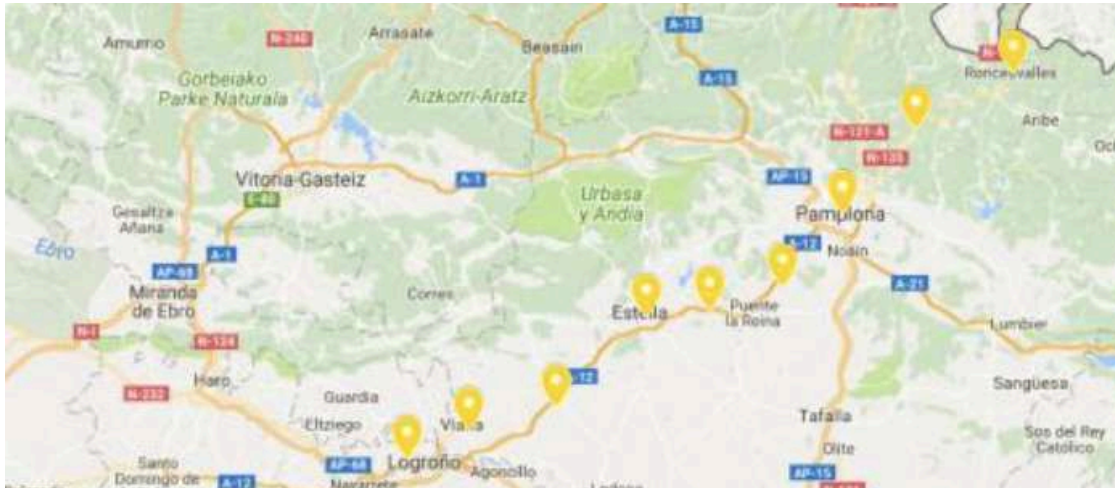 Amurrio
N-240
Arrasate
Beasain
A-15
Roncesvalles
Gorbeiako
Parke Naturala
Aizkorri-Aratz
A-15
Aribe
N-121-A
N-135
Vitoria-Gasteiz
A-1
Urbasa
y Andia
AP-15
Pamplona
Gesaltza
Añana
Ebro
A-1
A-12
Noáin
AP-68
Miranda
de Ebro
Corres
A-21
Estella
Puente
la Reina
N-I
N-124
Lumbier
Haro
A-12
Sangüesa
N-232
Guardia
Eltziego
Viana
Tafalla
Logroño
Olite
Sos del Rey
Católico
Santo
Domingo de
AP-68
Agoncillo
A-12
Navarrete
AP-15